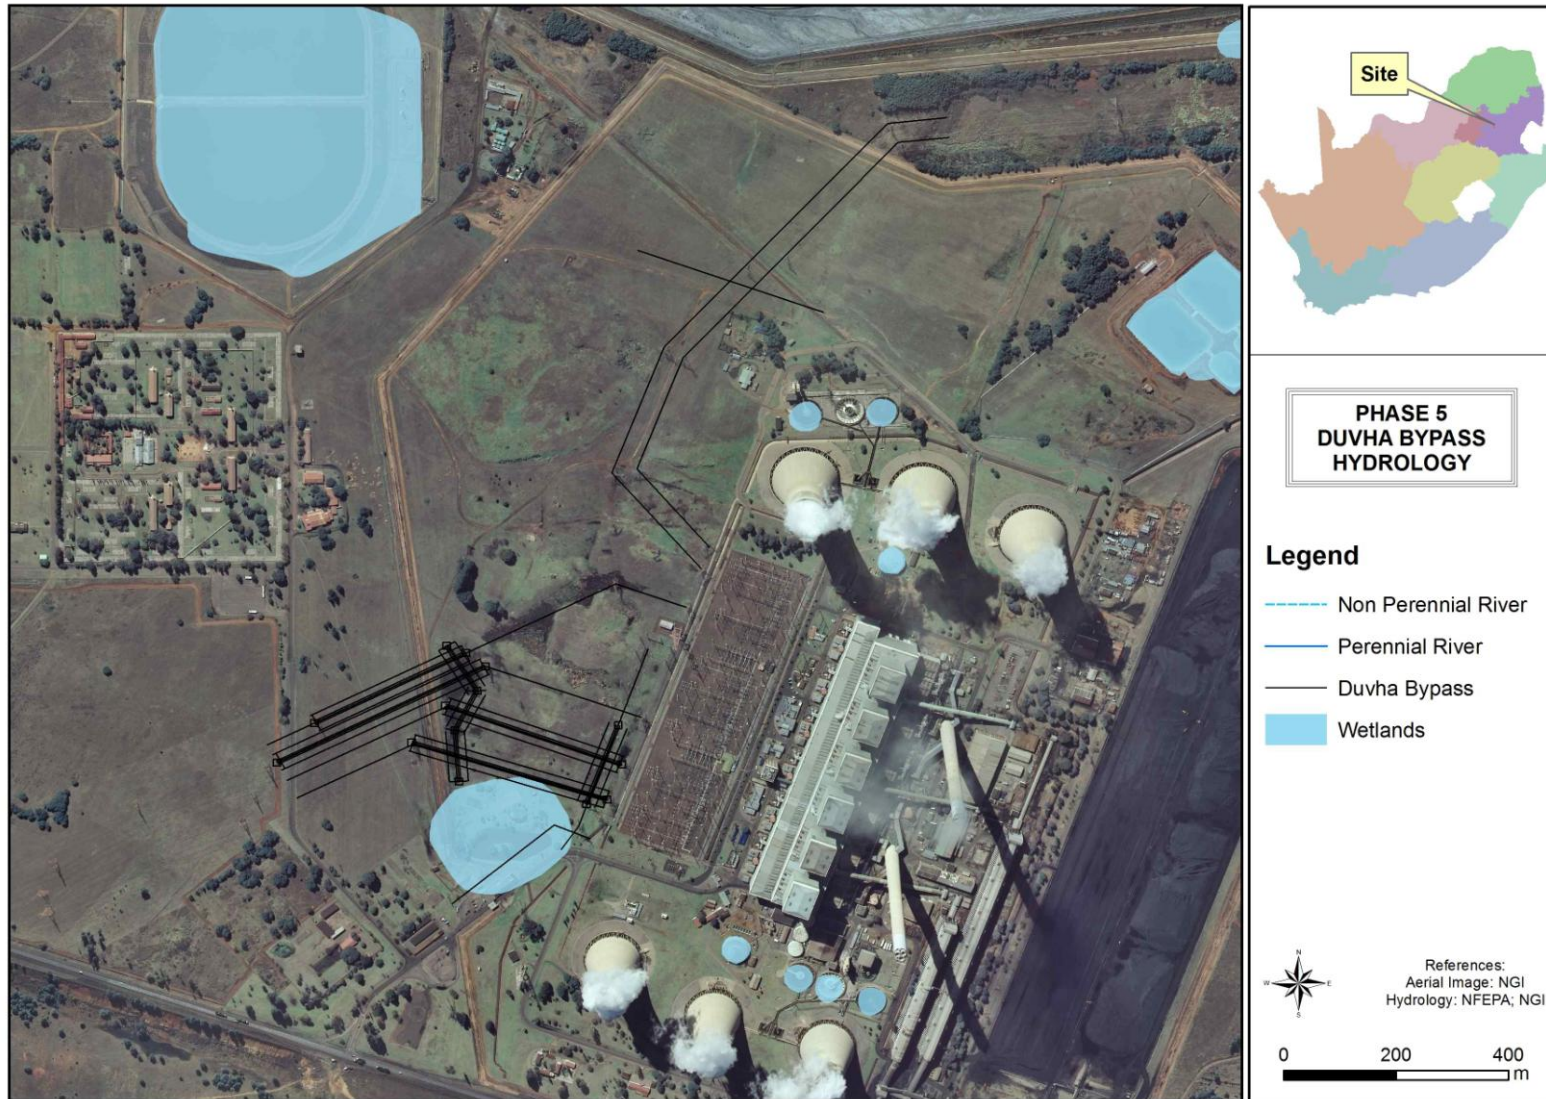 Site
PHASE 5
DUVHA BYPASS
HYDROLOGY
Legend
Non Perennial River
Perennial River
Duvha Bypass
Wetlands
N
W
E
S
References:
Aerial Image: NGI
Hydrology: NFEPA; NGI
0 200 400
m